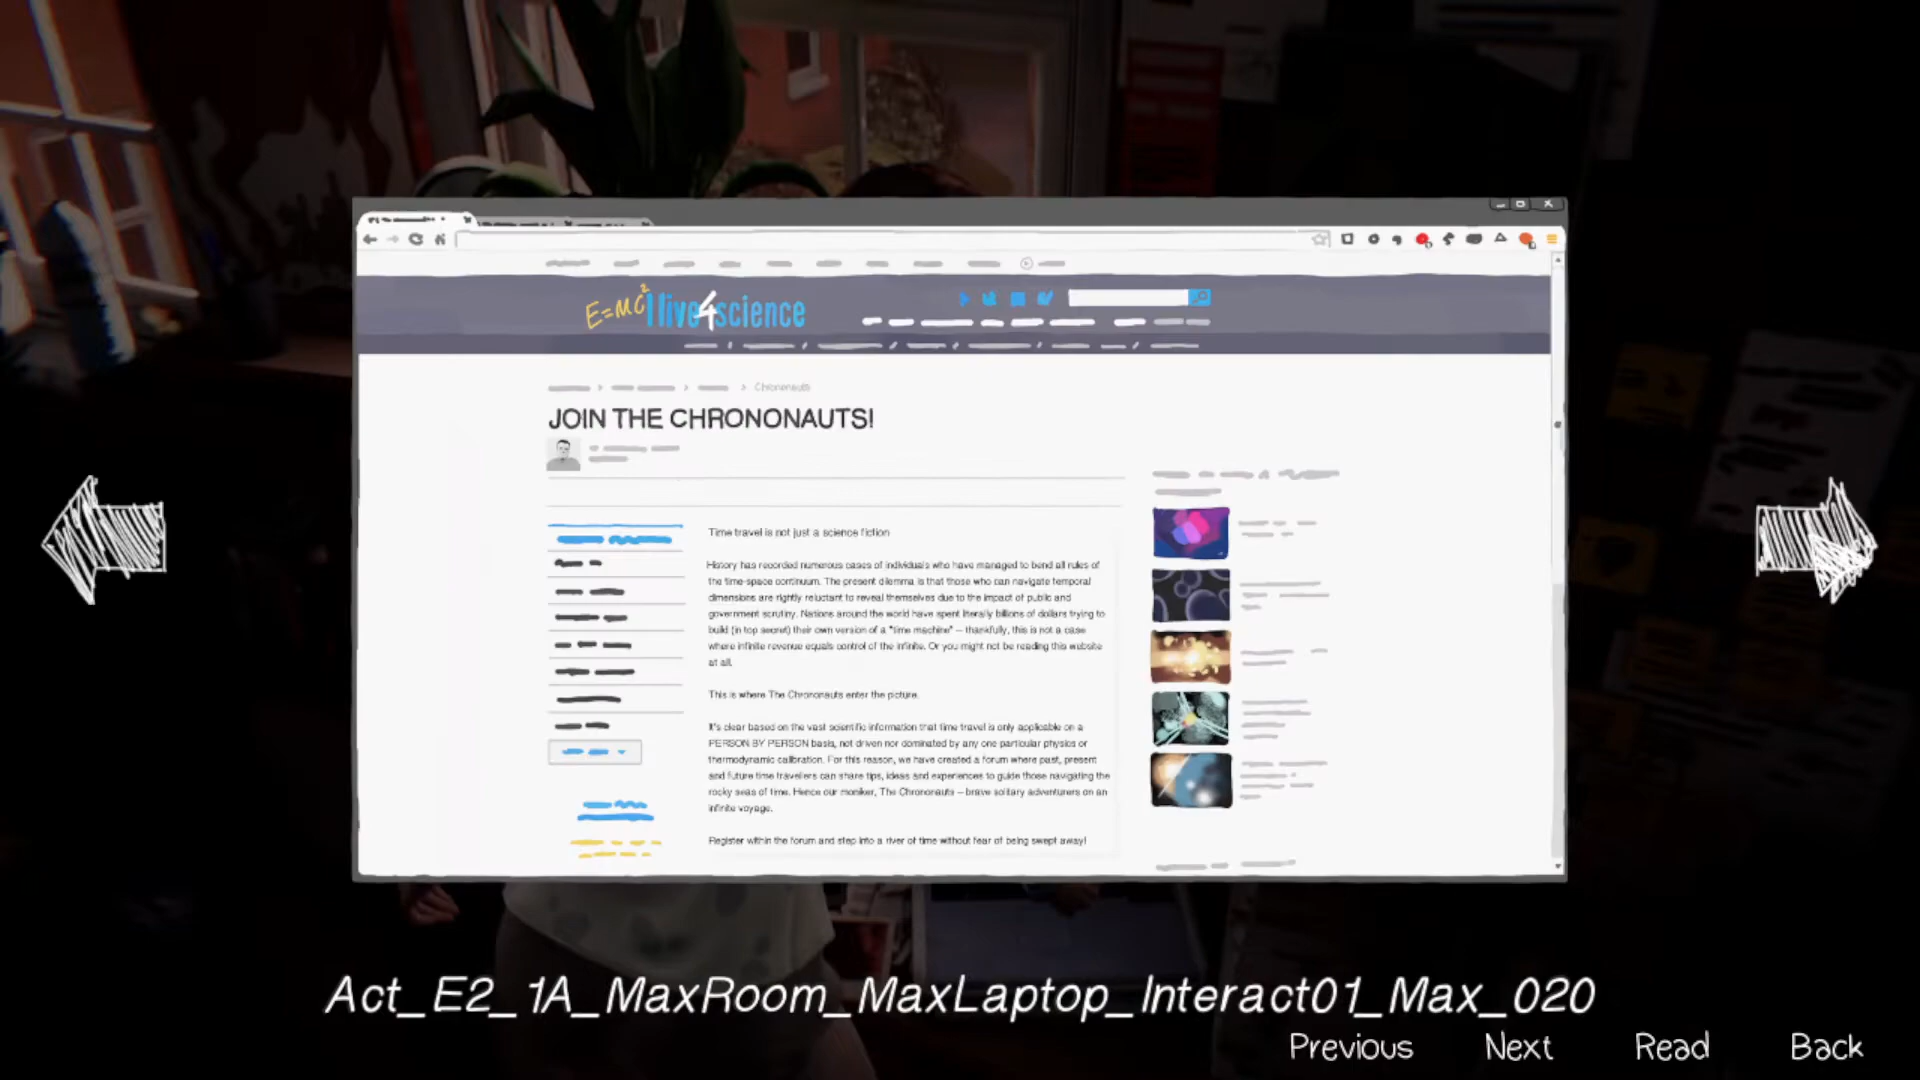 E=MC2 I live 4 science
Chrononauts
JOIN THE CHRONONAUTS!
Time travel is not just a science fiction
History has recorded numerous cases of individuals who have managed to bend all rules of
the time-space continuum. The present dilemma is that those who can navigate temporal
dimensions are rightly reluctant to reveal themselves due to the impact of public and
government scrutiny. Nations around the world have spent literally billions of dollars trying to
build (in top secret) their own version of a "time machine" – thankfully, this is not a case
where infinite revenue equals control of the infinite. Or you might not be reading this website
at all.
This is where The Chrononauts enter the picture.
It's clear based on the vast scientific information that time travel is only applicable on a
PERSON BY PERSON basis, not driven nor dominated by any one particular physics or
thermodynamic calibration. For this reason, we have created a forum where past, present
and future time travellers can share tips, ideas and experiences to guide those navigating the
rocky seas of time. Hence our moniker, The Chrononauts – brave solitary adventurers on an
infinite voyage.
Register within the forum and step into a river of time without fear of being swept away!
Act_E2_1A_MaxRoom_MaxLaptop_Interact01_Max_020
Previous Next Read Back